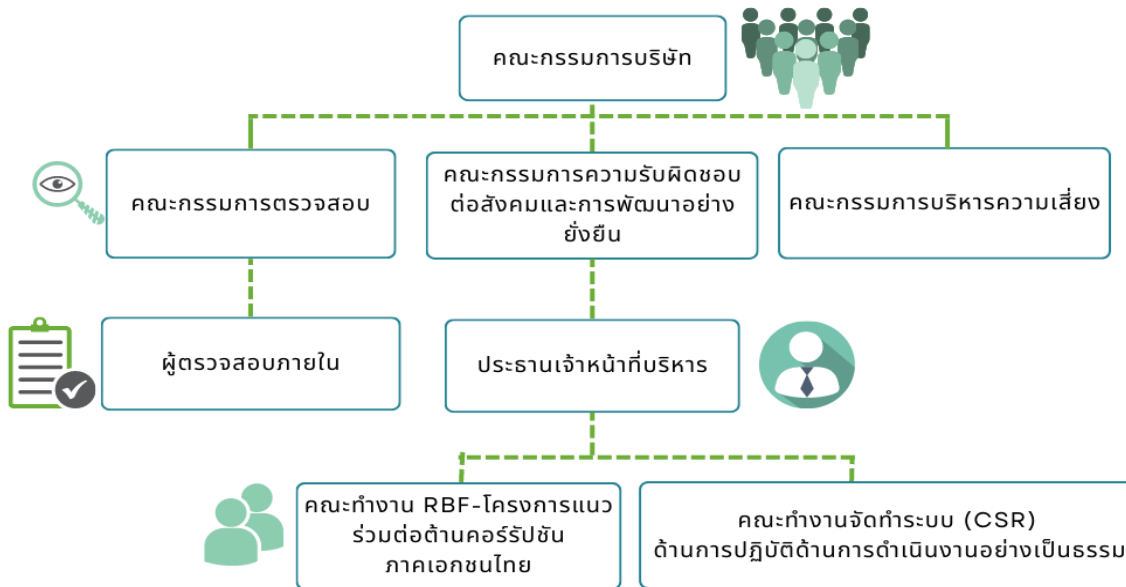 คณะกรรมการบริษัท
คณะกรรมการตรวจสอบ
คณะกรรมการความรับผิดชอบ
ต่อสังคมและการพัฒนาอย่าง
ยั่งยืน
คณะกรรมการบริหารความเสี่ยง
ผู้ตรวจสอบภายใน
ประธานเจ้าหน้าที่บริหาร
คณะทำงาน RBF-โครงการแนว
ร่วมต่อต้านคอร์รัปชัน
ภาคเอกชนไทย
คณะทำงานจัดทำระบบ (CSR)
ด้านการปฏิบัติด้านการดำเนินงานอย่างเป็นธรรม